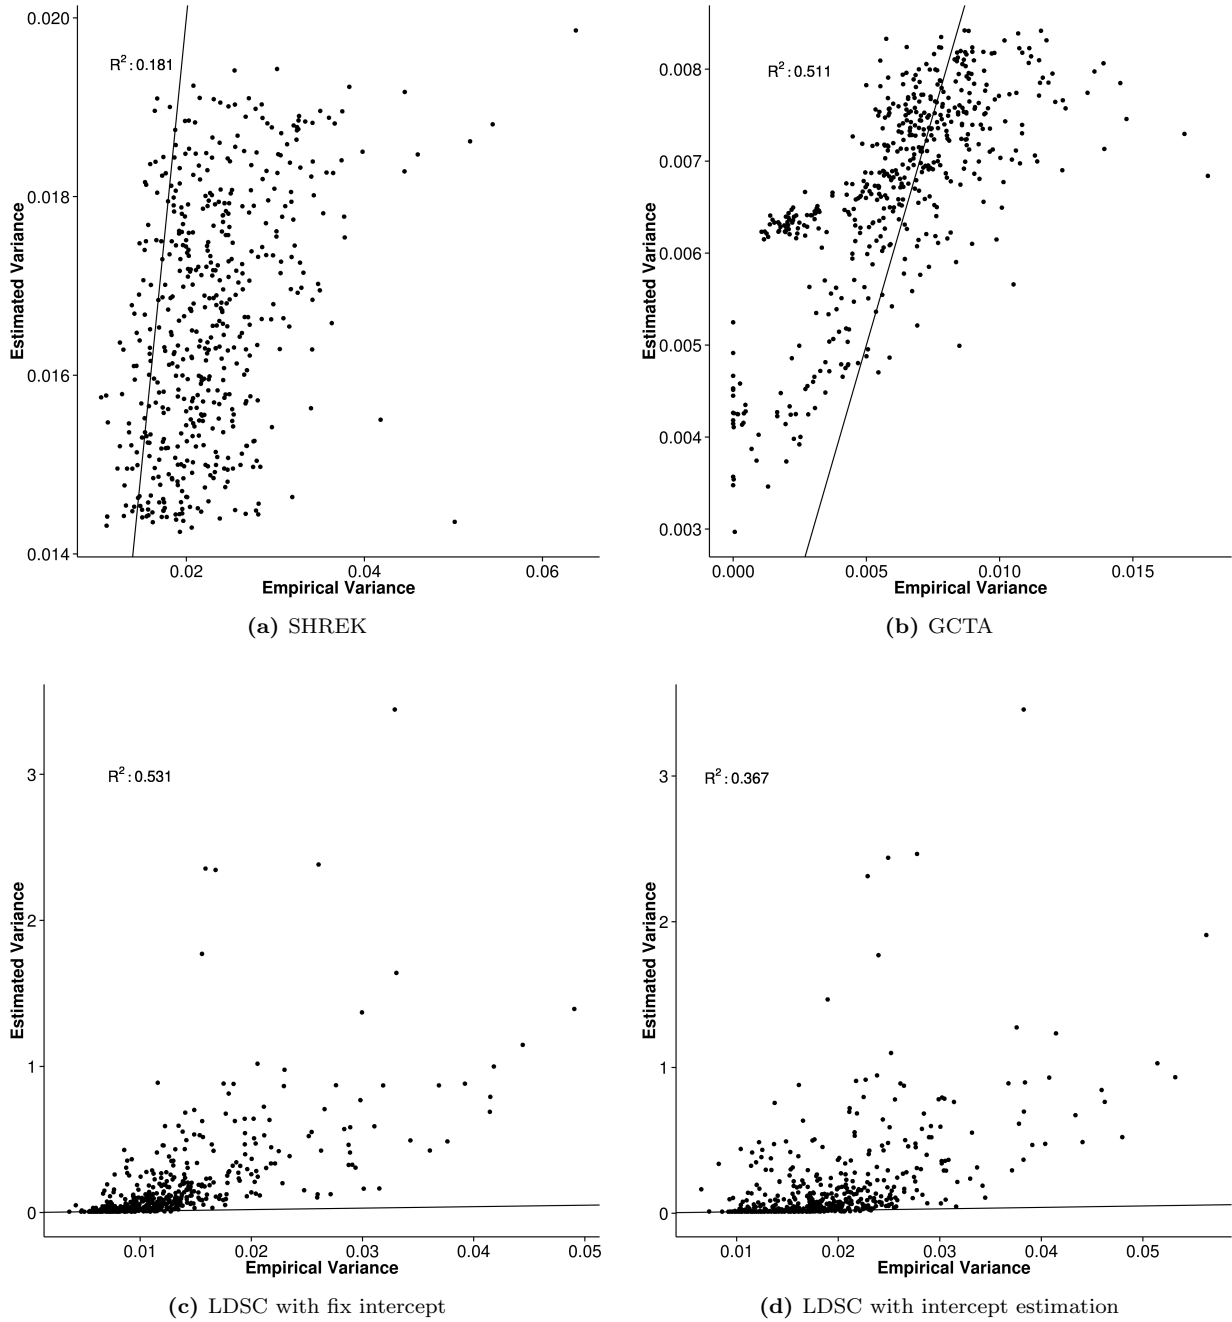 0.020
0.018
0.016
0.014
Estimated Variance
R²:0.181
0.02 0.04 0.06
Empirical Variance
(a) SHREK
0.008
0.007
0.006
0.005
0.004
0.003
Estimated Variance
R²:0.511
0.000 0.005 0.010 0.015
Empirical Variance
(b) GCTA
3
2
1
0
Estimated Variance
R²:0.531
0.01 0.02 0.03 0.04 0.05
Empirical Variance
(c) LDSC with fix intercept
3
2
1
0
Estimated Variance
R²:0.367
0.01 0.02 0.03 0.04 0.05
Empirical Variance
(d) LDSC with intercept estimation